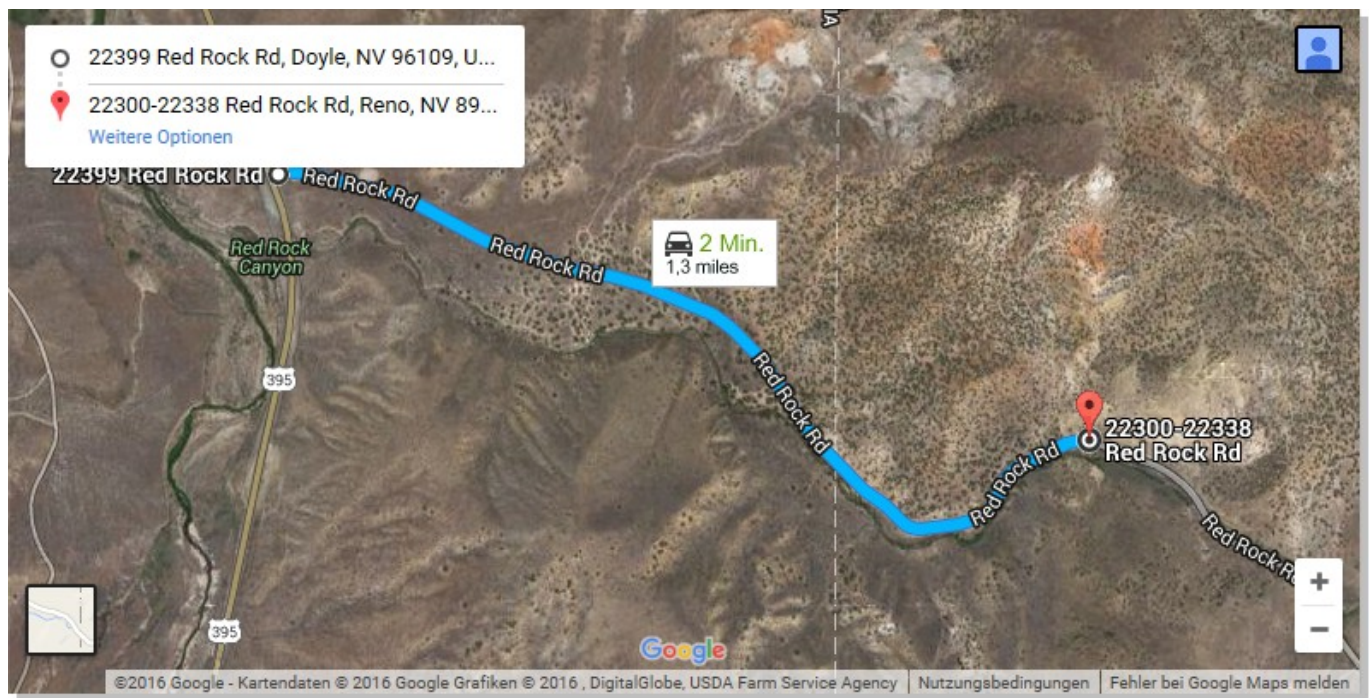 22399 Red Rock Rd, Doyle, NV 96109, U...
22300-22338 Red Rock Rd, Reno, NV 89...
Weitere Optionen
IA
22399 Red Rock Rd
Red Rock Rd
Red Rock
Canyon
Red Rock Rd
2 Min.
1,3 miles
395
Red Rock Rd
22300-22338
Red Rock Rd
Red Rock Rd
Red Rock R
395
Google
©2016 Google - Kartendaten © 2016 Google Grafiken © 2016 , DigitalGlobe, USDA Farm Service Agency
Nutzungsbedingungen
Fehler bei Google Maps melden